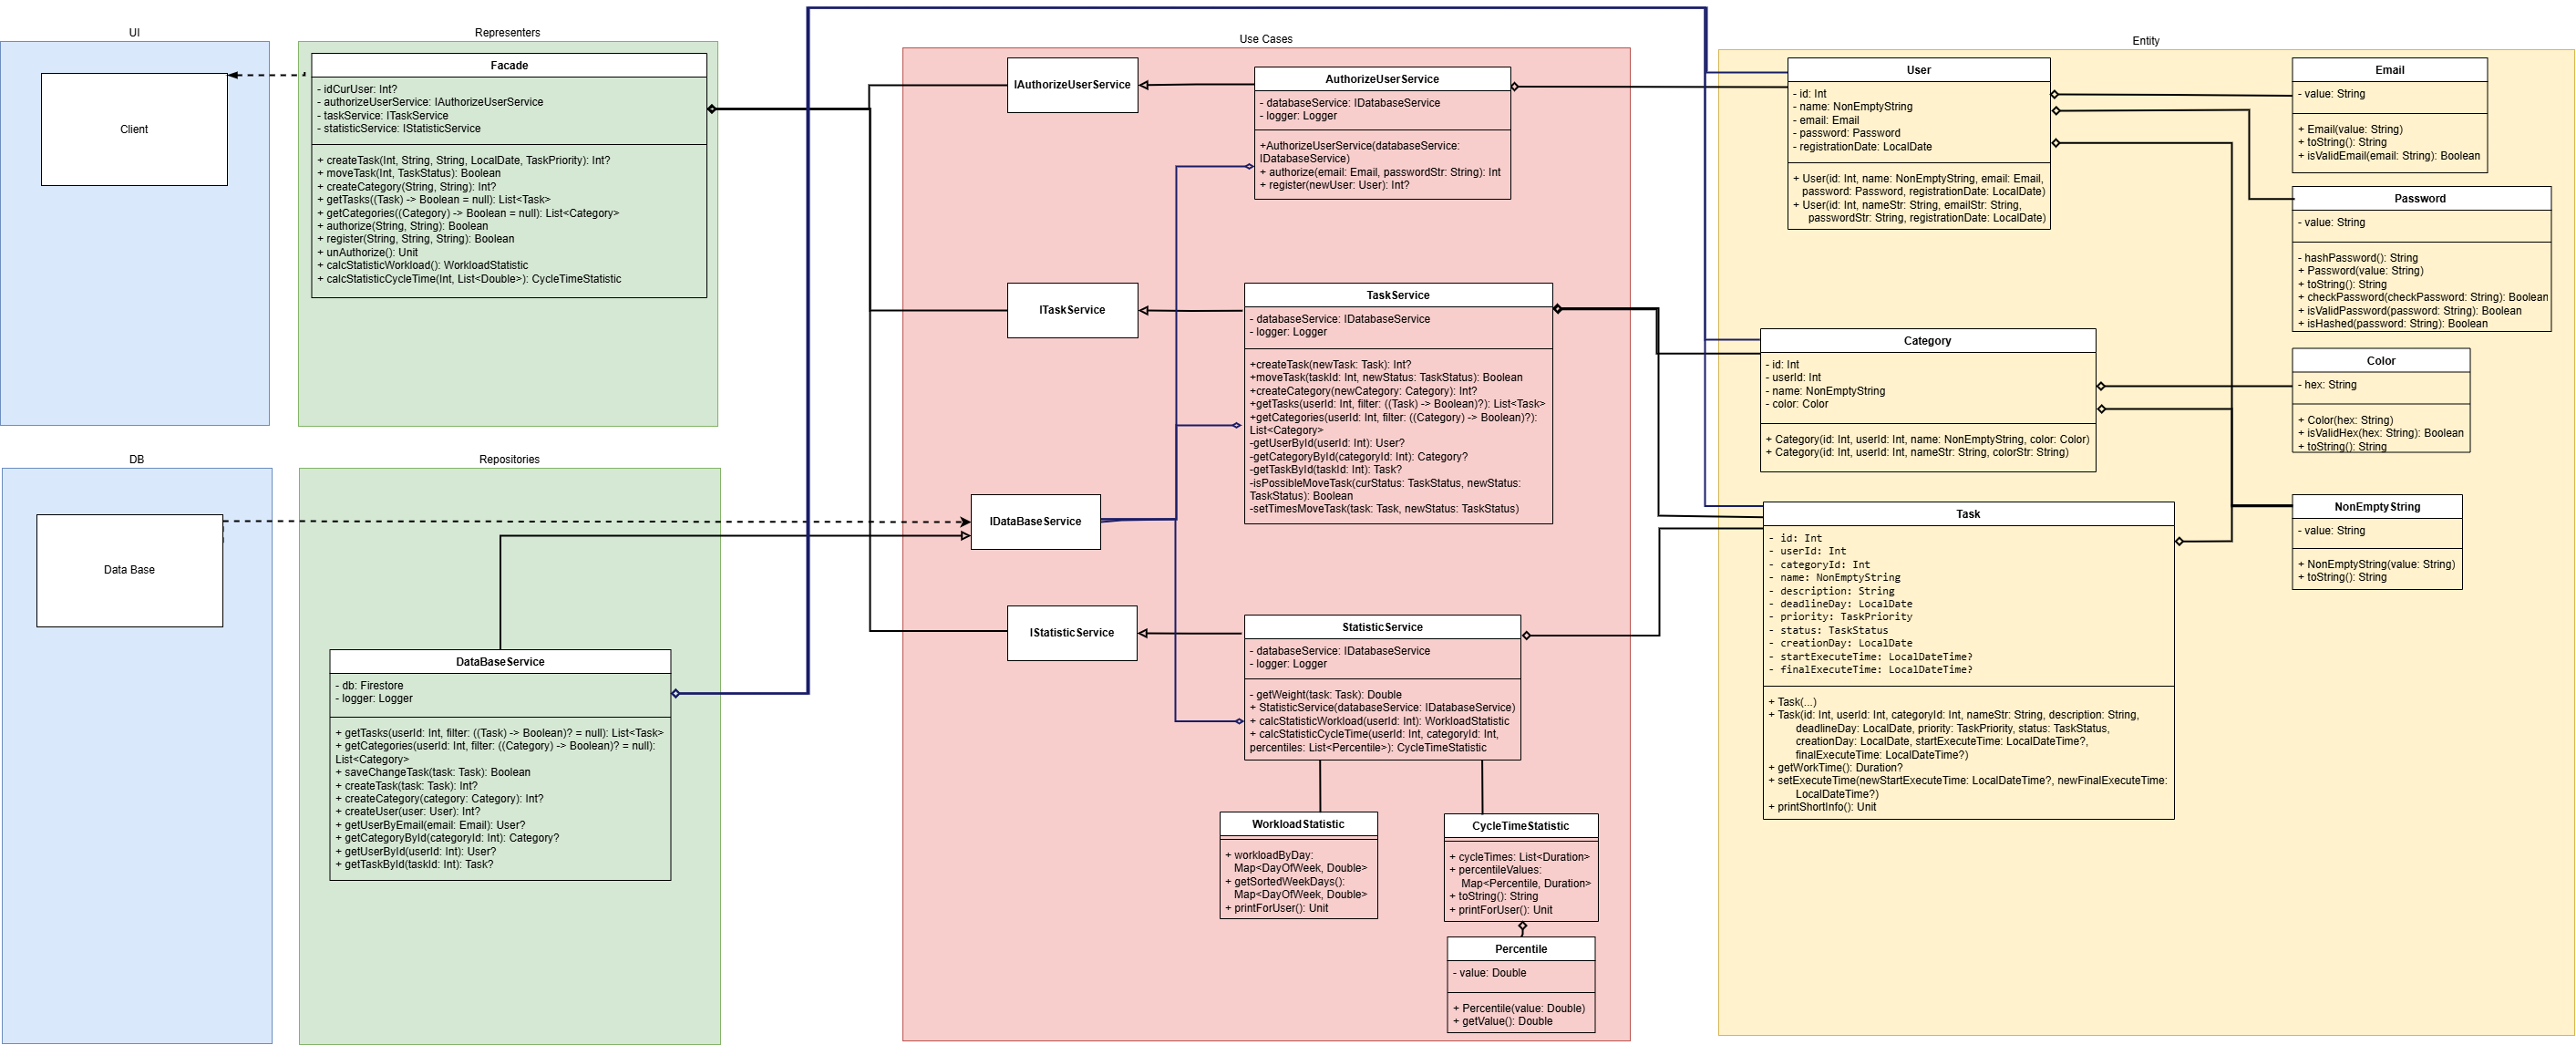 UI
Client
Representers
Facade
- idCurUser: Int?
- authorizeUserService: IAuthorizeUserService
- taskService: ITaskService
- statisticService: IStatisticService
+ createTask(Int, String, String, LocalDate, TaskPriority): Int?
+ moveTask(Int, TaskStatus): Boolean
+ createCategory(String, String): Int?
+ getTasks((Task) -> Boolean = null): List<Task>
+ getCategories((Category) -> Boolean = null): List<Category>
+ authorize(String, String): Boolean
+ register(String, String, String): Boolean
+ unAuthorize(): Unit
+ calcStatisticWorkload(): WorkloadStatistic
+ calcStatisticCycleTime(Int, List<Double>): CycleTimeStatistic
DB
Data Base
Repositories
DataBaseService
- db: Firestore
- logger: Logger
+ getTasks(userId: Int, filter: ((Task) -> Boolean)? = null): List<Task>
+ getCategories(userId: Int, filter: ((Category) -> Boolean)? = null):
List<Category>
+ saveChangeTask(task: Task): Boolean
+ createTask(task: Task): Int?
+ createCategory(category: Category): Int?
+ createUser(user: User): Int?
+ getUserByEmail(email: Email): User?
+ getCategoryById(categoryId: Int): Category?
+ getUserById(userId: Int): User?
+ getTaskById(taskId: Int): Task?
Use Cases
IAuthorizeUserService
ITaskService
IDataBaseService
IStatisticService
AuthorizeUserService
- databaseService: IDatabaseService
- logger: Logger
+AuthorizeUserService(databaseService:
IDatabaseService)
+ authorize(email: Email, passwordStr: String): Int
+ register(newUser: User): Int?
TaskService
- databaseService: IDatabaseService
- logger: Logger
+createTask(newTask: Task): Int?
+moveTask(taskId: Int, newStatus: TaskStatus): Boolean
+createCategory(newCategory: Category): Int?
+getTasks(userId: Int, filter: ((Task) -> Boolean)?): List<Task>
+getCategories(userId: Int, filter: ((Category) -> Boolean)?):
List<Category>
-getUserById(userId: Int): User?
-getCategoryById(categoryId: Int): Category?
-getTaskById(taskId: Int): Task?
-isPossibleMoveTask(curStatus: TaskStatus, newStatus:
TaskStatus): Boolean
-setTimesMoveTask(task: Task, newStatus: TaskStatus)
StatisticService
- databaseService: IDatabaseService
- logger: Logger
- getWeight(task: Task): Double
+ StatisticService(databaseService: IDatabaseService)
+ calcStatisticWorkload(userId: Int): WorkloadStatistic
+ calcStatisticCycleTime(userId: Int, categoryId: Int,
percentiles: List<Percentile>): CycleTimeStatistic
WorkloadStatistic
+ workloadByDay:
Map<DayOfWeek, Double>
+ getSortedWeekDays():
Map<DayOfWeek, Double>
+ printForUser(): Unit
CycleTimeStatistic
+ cycleTimes: List<Duration>
+ percentileValues:
Map<Percentile, Duration>
+ toString(): String
+ printForUser(): Unit
Percentile
- value: Double
+ Percentile(value: Double)
+ getValue(): Double
Entity
User
- id: Int
- name: NonEmptyString
- email: Email
- password: Password
- registrationDate: LocalDate
+ User(id: Int, name: NonEmptyString, email: Email,
password: Password, registrationDate: LocalDate)
+ User(id: Int, nameStr: String, emailStr: String,
passwordStr: String, registrationDate: LocalDate)
Category
- id: Int
- userId: Int
- name: NonEmptyString
- color: Color
+ Category(id: Int, userId: Int, name: NonEmptyString, color: Color)
+ Category(id: Int, userId: Int, nameStr: String, colorStr: String)
Task
- id: Int
- userId: Int
- categoryId: Int
- name: NonEmptyString
- description: String
- deadlineDay: LocalDate
- priority: TaskPriority
- status: TaskStatus
- creationDay: LocalDate
- startExecuteTime: LocalDateTime?
- finalExecuteTime: LocalDateTime?
+ Task(...)
+ Task(id: Int, userId: Int, categoryId: Int, nameStr: String, description: String,
deadlineDay: LocalDate, priority: TaskPriority, status: TaskStatus,
creationDay: LocalDate, startExecuteTime: LocalDateTime?,
finalExecuteTime: LocalDateTime?)
+ getWorkTime(): Duration?
+ setExecuteTime(newStartExecuteTime: LocalDateTime?, newFinalExecuteTime:
LocalDateTime?)
+ printShortInfo(): Unit
Email
- value: String
+ Email(value: String)
+ toString(): String
+ isValidEmail(email: String): Boolean
Password
- value: String
- hashPassword(): String
+ Password(value: String)
+ toString(): String
+ checkPassword(checkPassword: String): Boolean
+ isValidPassword(password: String): Boolean
+ isHashed(password: String): Boolean
Color
- hex: String
+ Color(hex: String)
+ isValidHex(hex: String): Boolean
+ toString(): String
NonEmptyString
- value: String
+ NonEmptyString(value: String)
+ toString(): String